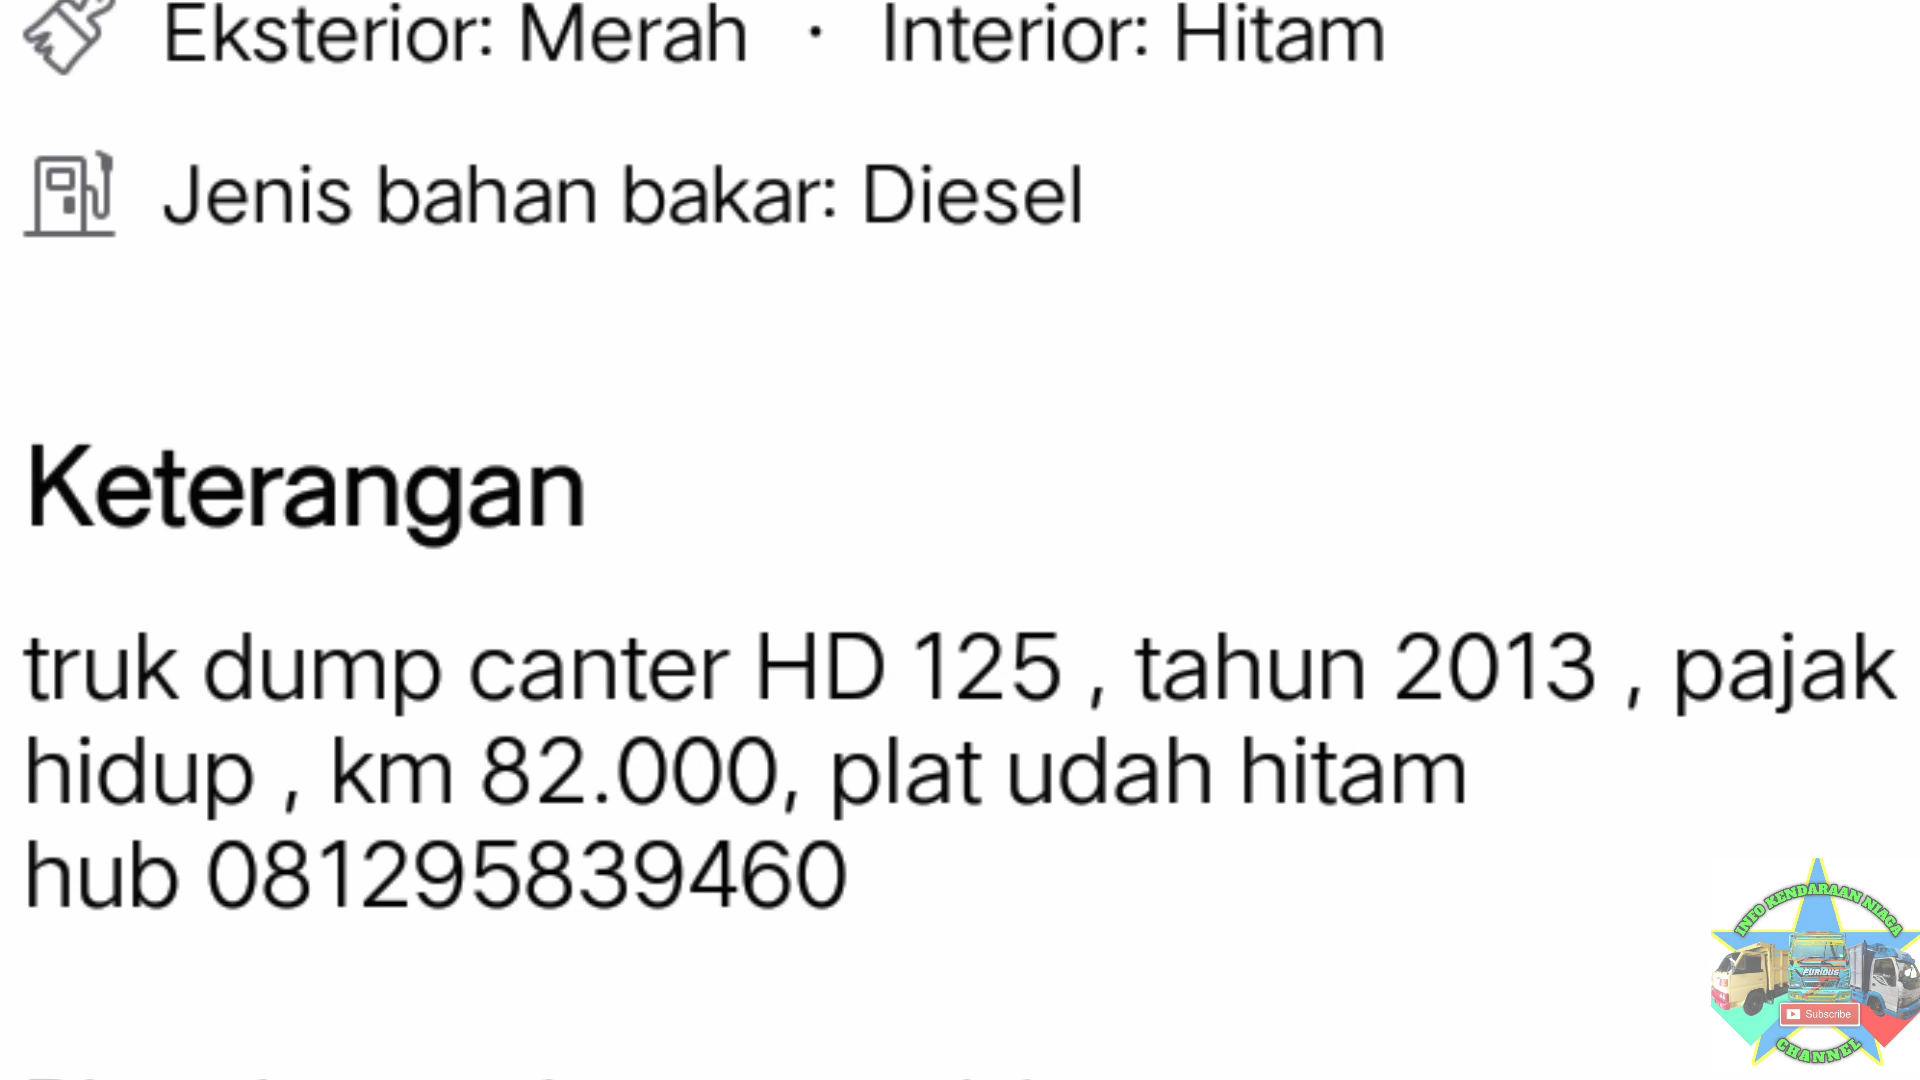 Eksterior: Merah · Interior: Hitam
Jenis bahan bakar: Diesel
Keterangan
truk dump canter HD 125 , tahun 2013 , pajak
hidup , km 82.000, plat udah hitam
hub 081295839460
INFO KENDARAAN NIAGA
FURIOUS
Subscribe
CHANNEL